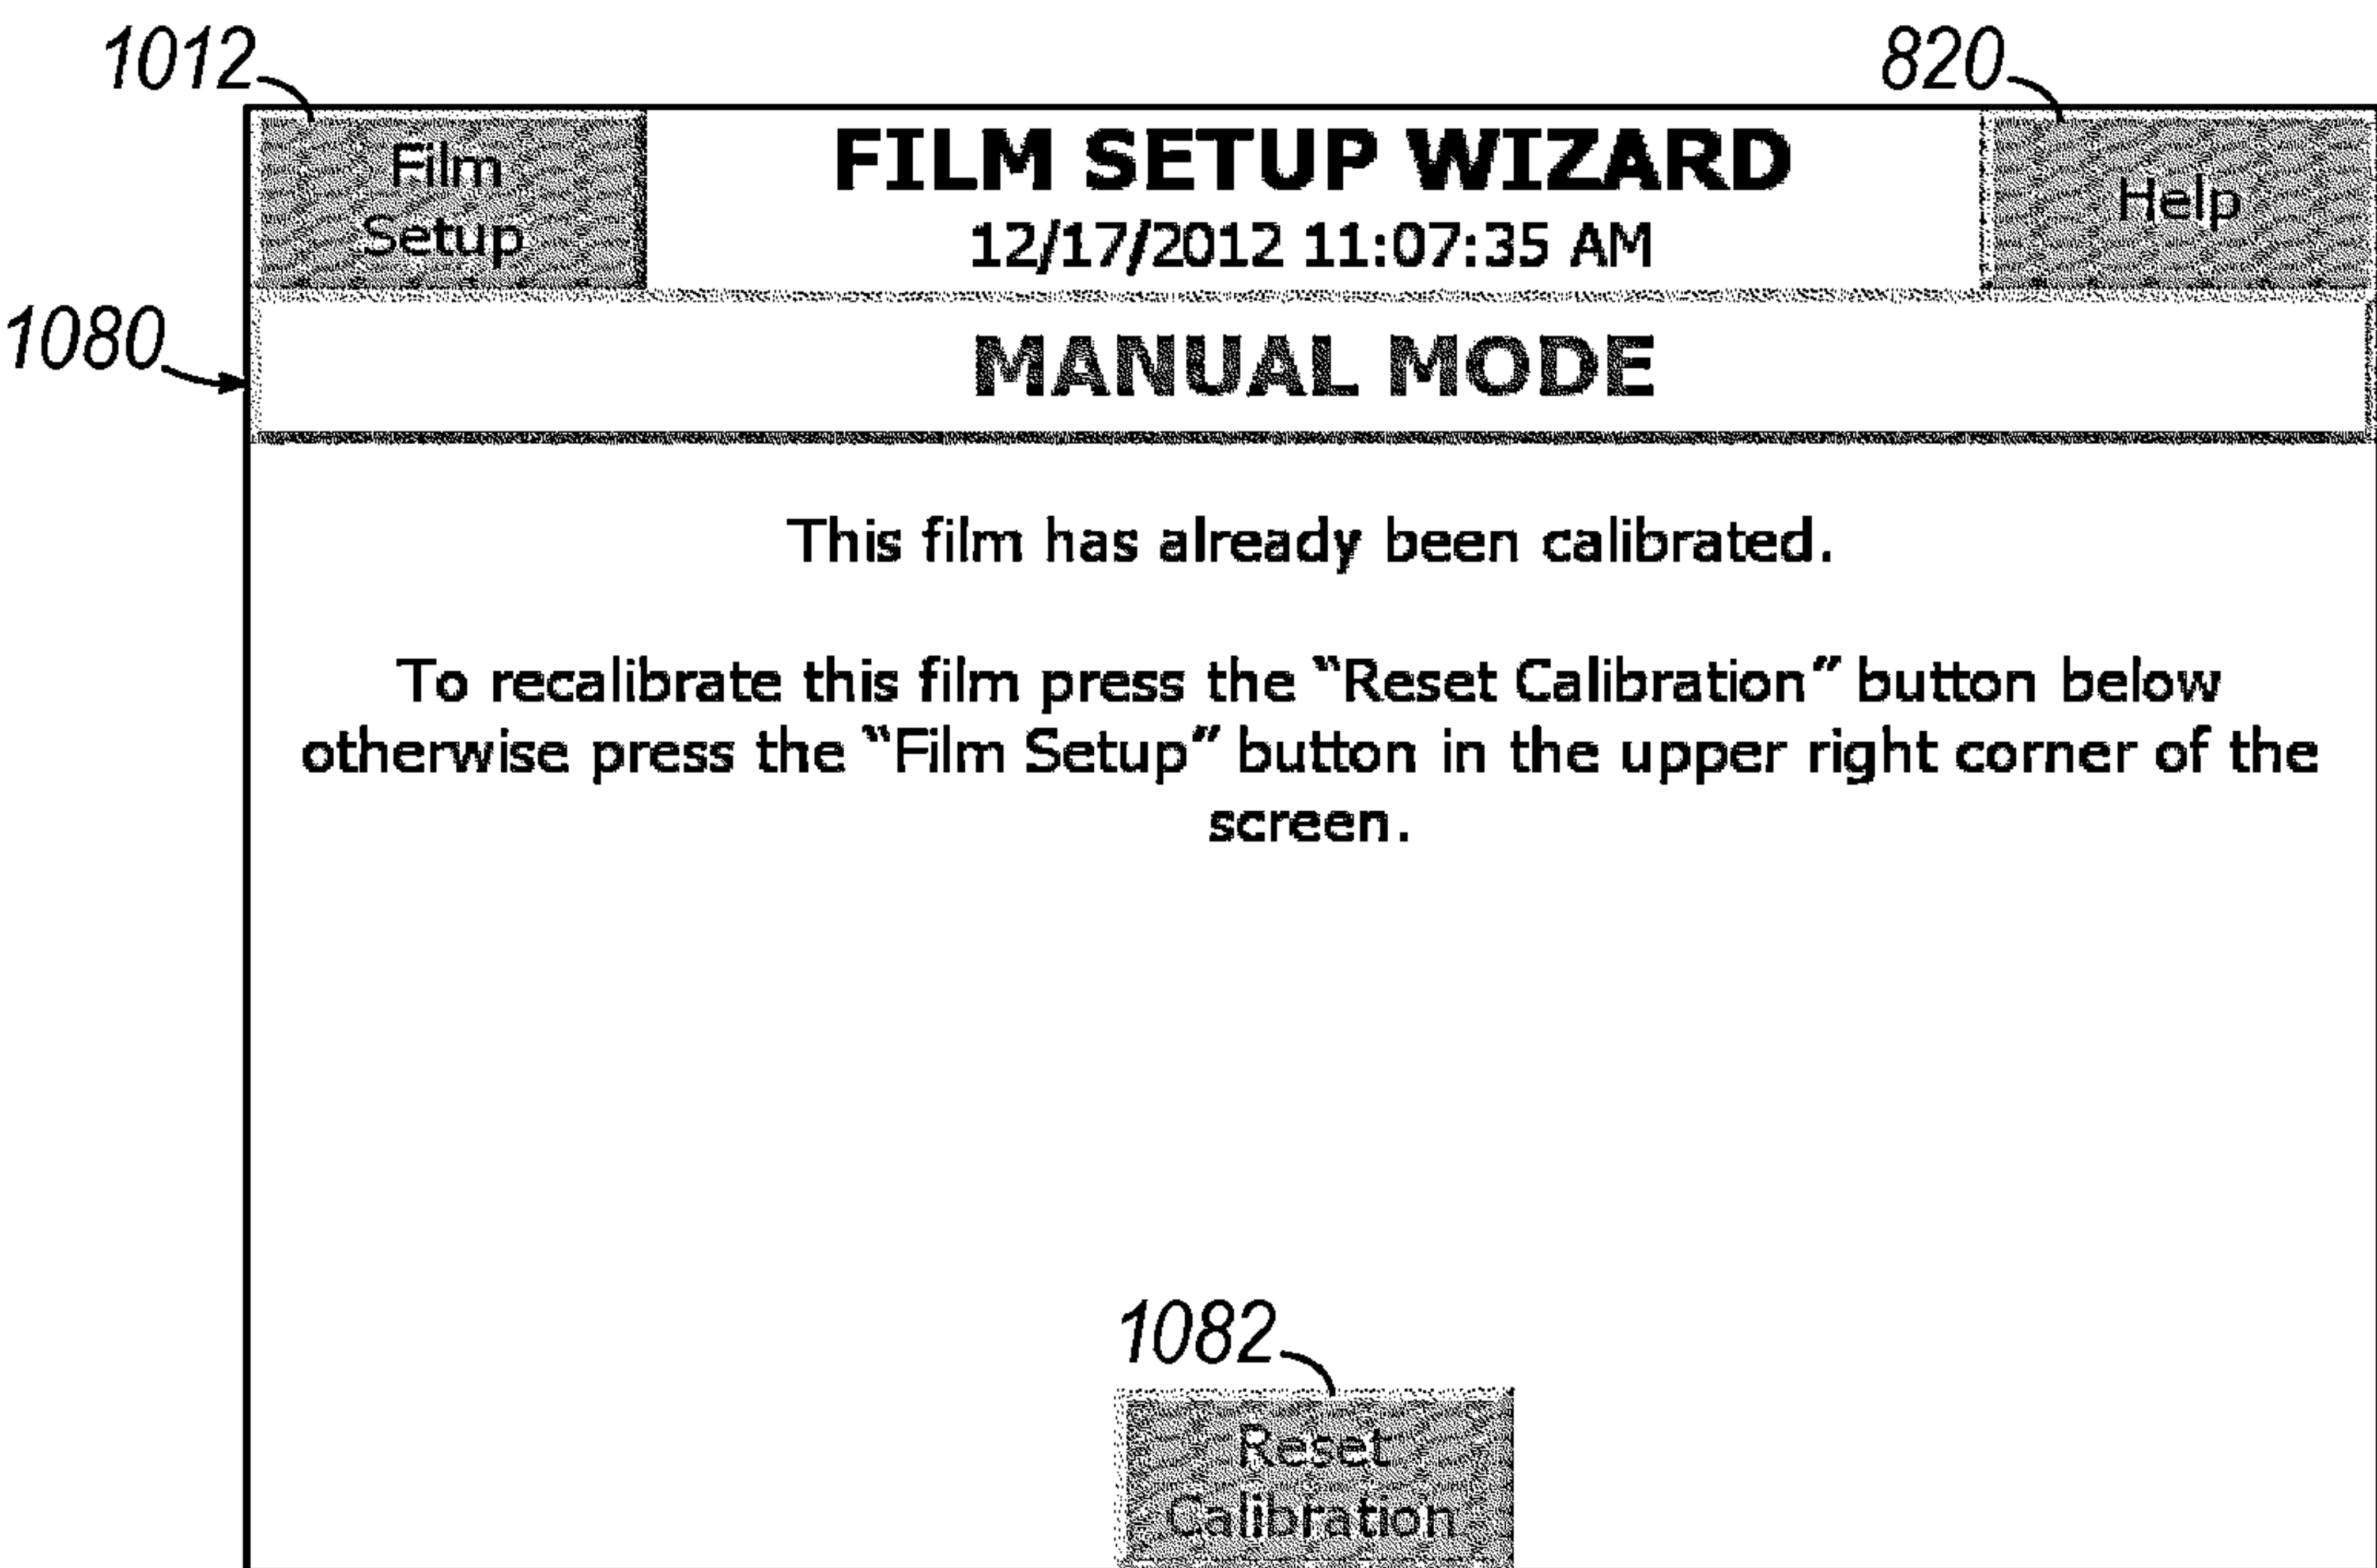 1012
820
Film
Setup
FILM SETUP WIZARD
12/17/2012 11:07:35 AM
Help
1080
MANUAL MODE
This film has already been calibrated.
To recalibrate this film press the “Reset Calibration” button below
otherwise press the “Film Setup” button in the upper right corner of the
screen.
1082
Reset
Calibration